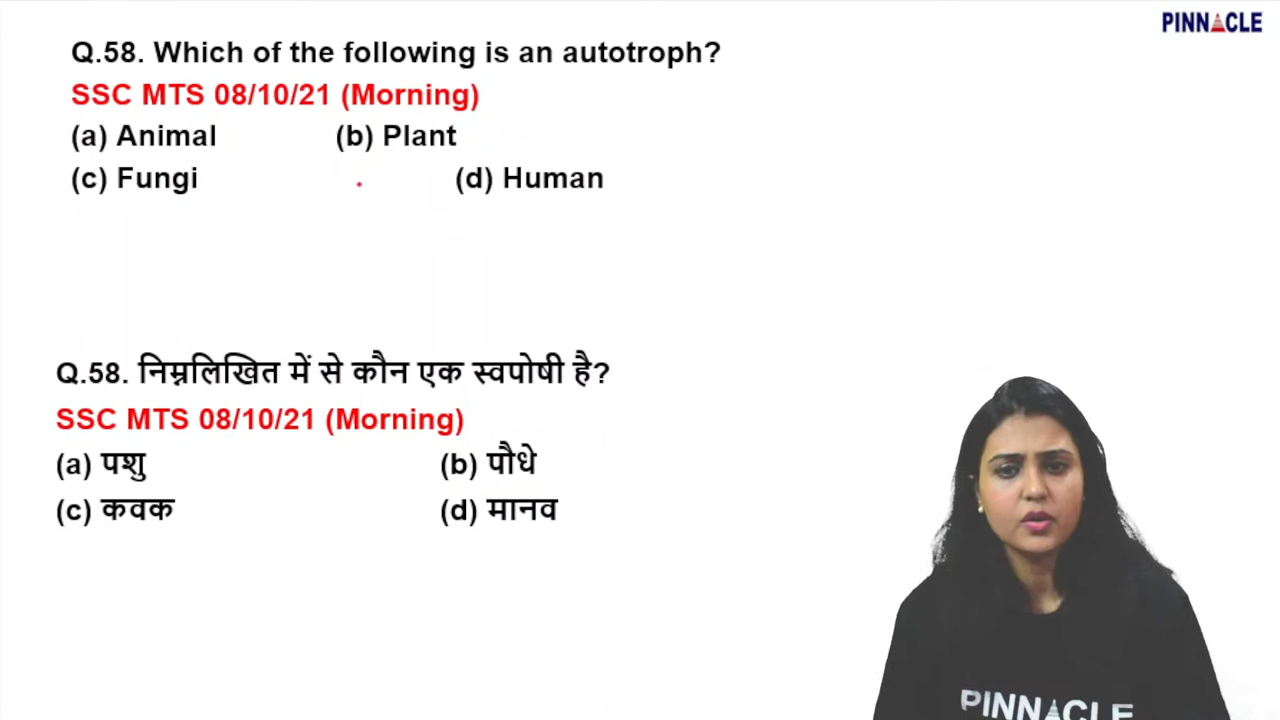 PINNACLE
Q.58. Which of the following is an autotroph?
SSC MTS 08/10/21 (Morning)
(a) Animal (b) Plant
(c) Fungi (d) Human
Q.58. निम्नलिखित में से कौन एक स्वपोषी है?
SSC MTS 08/10/21 (Morning)
(a) पशु (b) पौधे
(c) कवक (d) मानव
PINNACLE